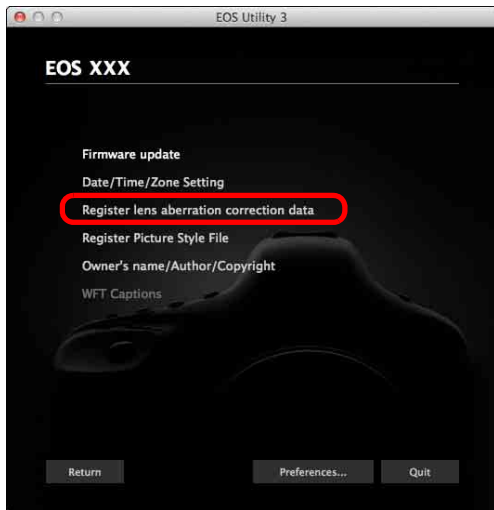 EOS Utility 3
EOS XXX
Firmware update
Date/Time/Zone Setting
Register lens aberration correction data
Register Picture Style File
Owner's name/Author/Copyright
WFT Captions
Return Preferences... Quit